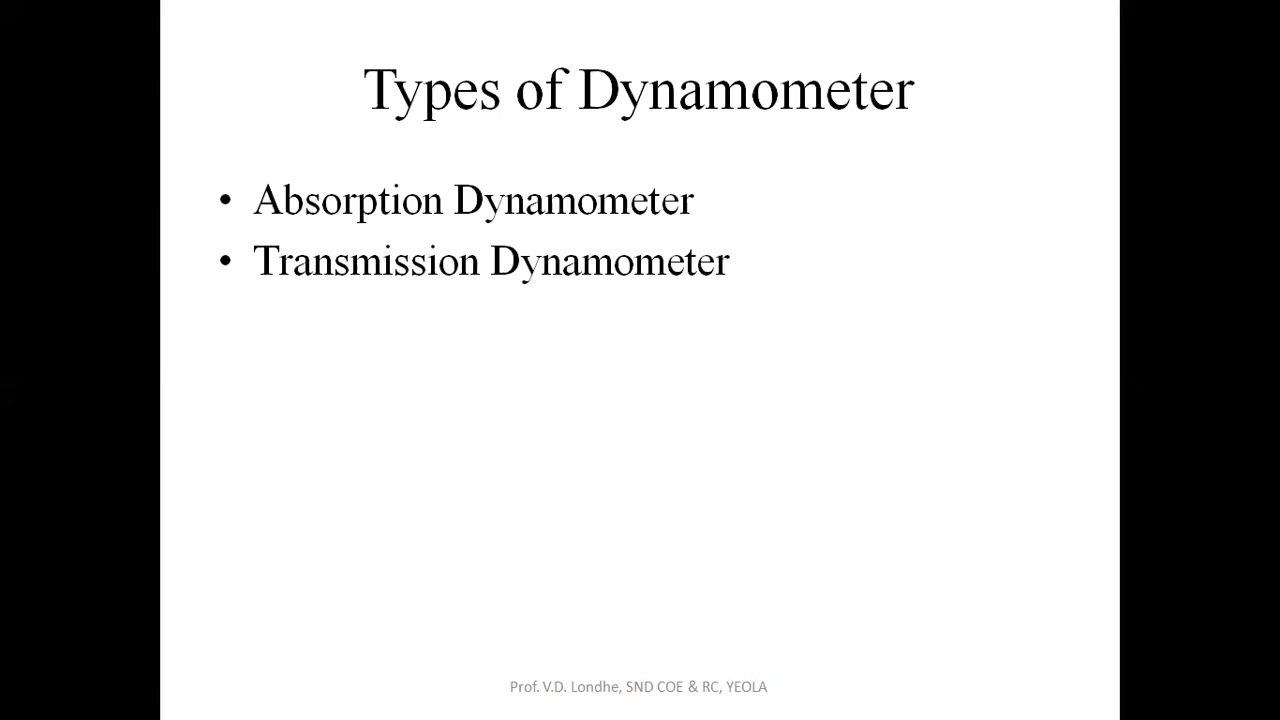 Types of Dynamometer
• Absorption Dynamometer
• Transmission Dynamometer
Prof. V.D. Londhe, SND COE & RC, YEOLA